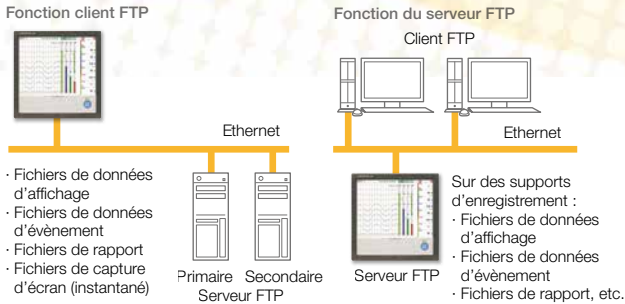 Fonction client FTP
Ethernet
· Fichiers de données
d'affichage
· Fichiers de données
d'évènement
· Fichiers de rapport
· Fichiers de capture
d'écran (instantané)
Primaire Secondaire
Serveur FTP
Fonction du serveur FTP
Client FTP
Ethernet
Serveur FTP
Sur des supports
d'enregistrement :
· Fichiers de données
d'affichage
· Fichiers de données
d'évènement
· Fichiers de rapport, etc.